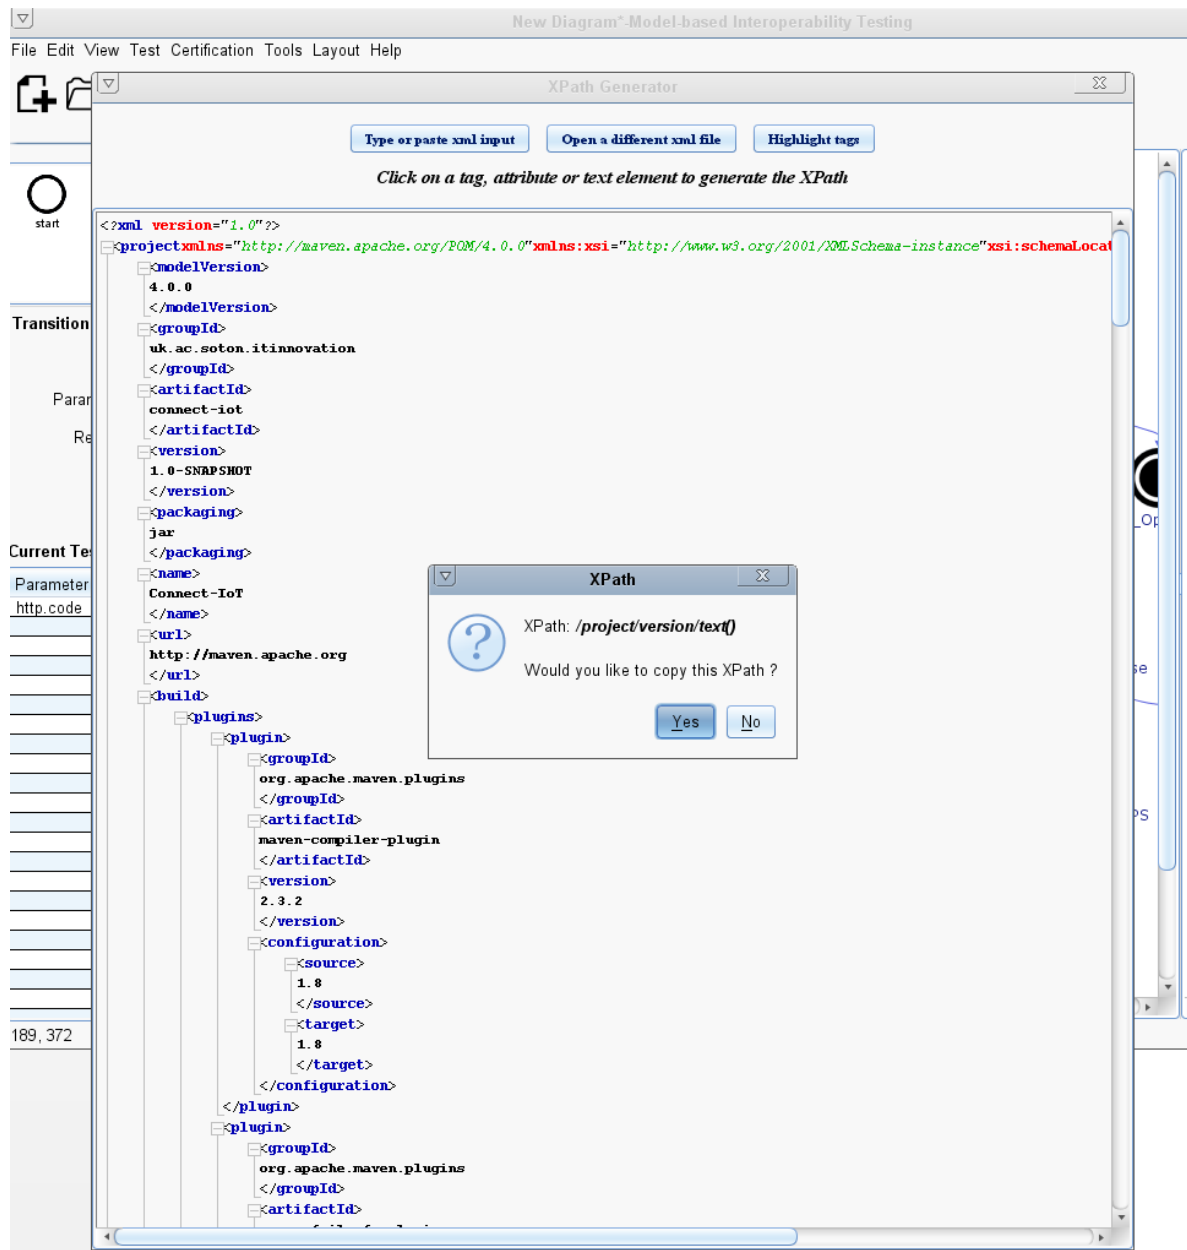 New Diagram*-Model-based Interoperability Testing
File Edit View Test Certification Tools Layout Help
XPath Generator
Type or paste xml input Open a different xml file Highlight tags
Click on a tag, attribute or text element to generate the XPath
start
Transition
Current
Parameter
http.code
189, 372
<?xml version="1.0"?>
<projectxmlns="http://maven.apache.org/POM/4.0.0"xmlns:xsi="http://www.w3.org/2001/XMLSchema-instance"xsi:schemaLocat
<modelVersion>
4.0.0
</modelVersion>
<groupId>
uk.ac.soton.itinnovation
</groupId>
<artifactId>
connect-iot
</artifactId>
<version>
1.0-SNAPSHOT
</version>
<packaging>
jar
</packaging>
<name>
Connect-IoT
</name>
<url>
http://maven.apache.org
</url>
<build>
<plugins>
<plugin>
<groupId>
org.apache.maven.plugins
</groupId>
<artifactId>
maven-compiler-plugin
</artifactId>
<version>
2.3.2
</version>
<configuration>
<source>
1.8
</source>
<target>
1.8
</target>
</configuration>
</plugin>
<plugin>
<groupId>
org.apache.maven.plugins
</groupId>
<artifactId>
XPath
XPath: /project/version/text()
Would you like to copy this XPath ?
Yes No